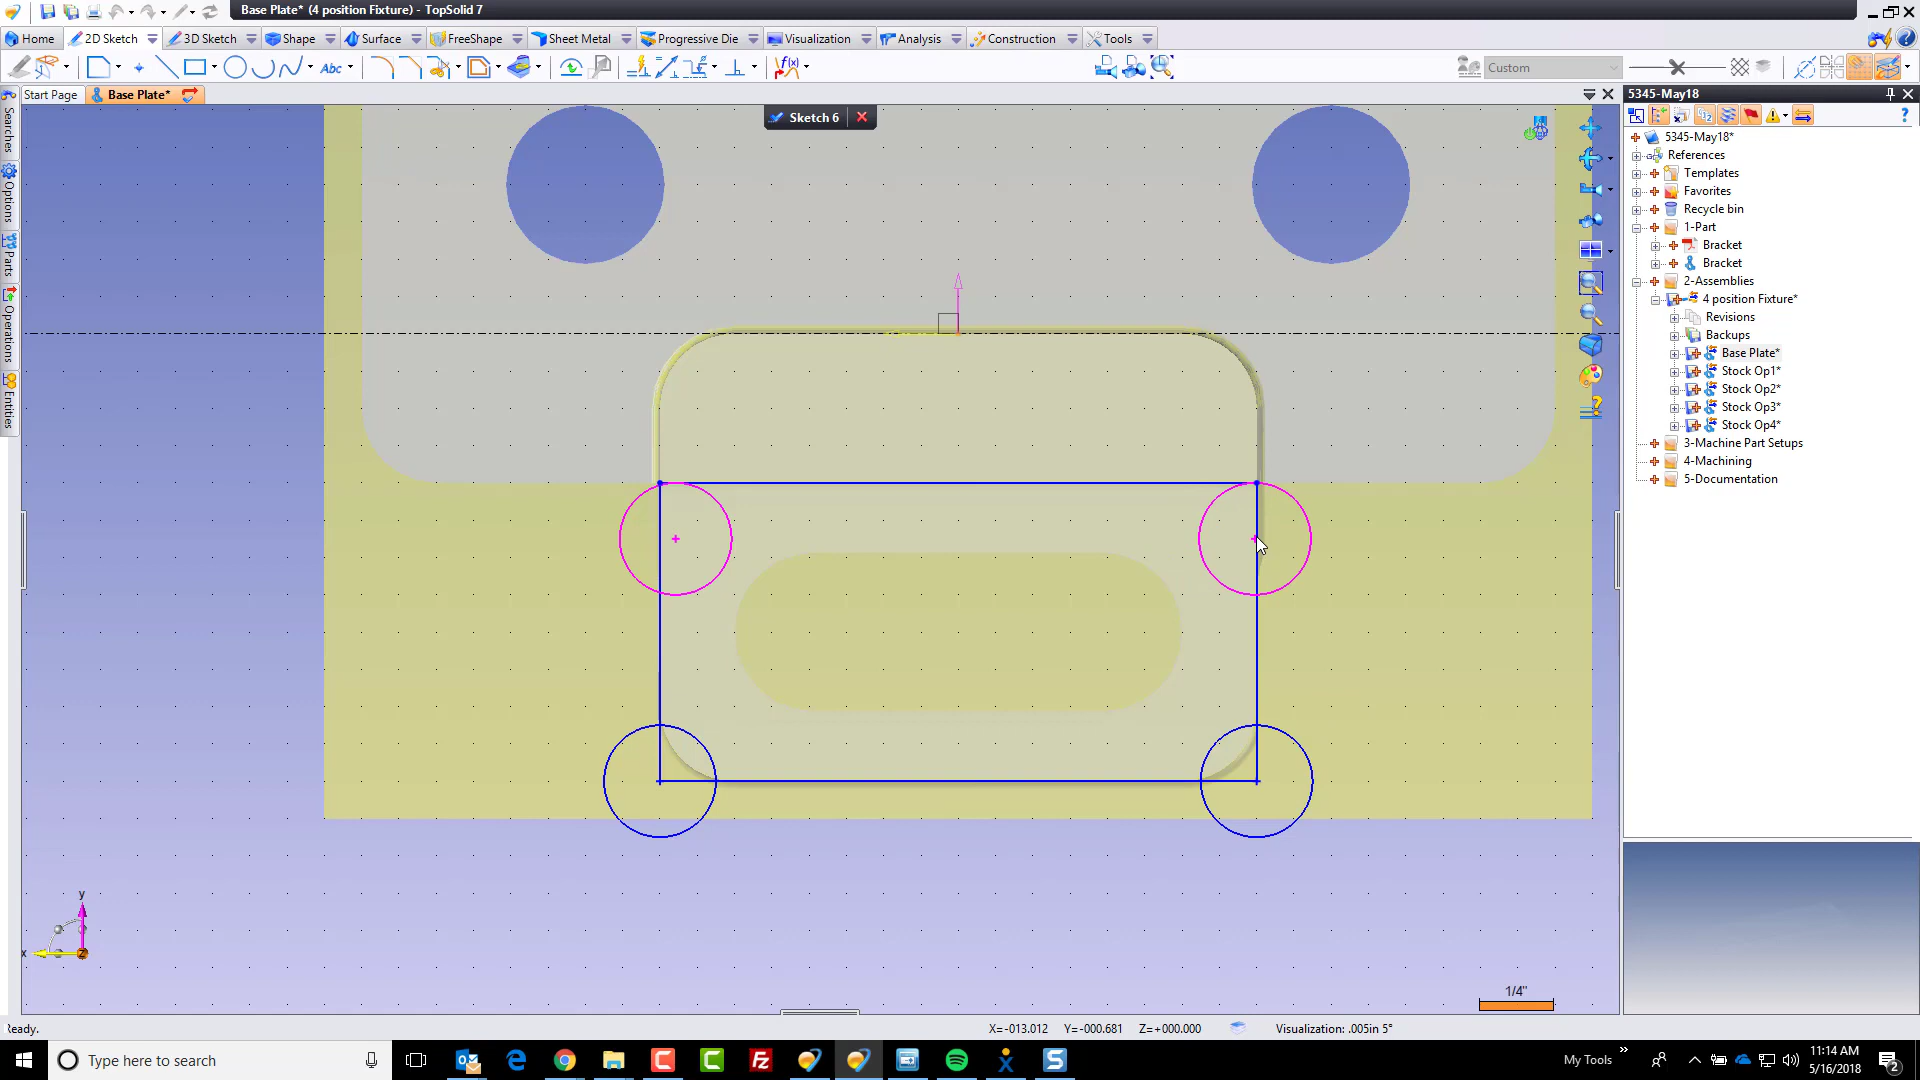 Base Plate* (4 position Fixture) - TopSolid 7
Home
2D Sketch
3D Sketch
Shape
Surface
FreeShape
Sheet Metal
Progressive Die
Visualization
Analysis
Construction
Tools
Abc
Custom
Start Page
Base Plate*
5345-May18
Sketch 6
Searches
Options
Parts
Operations
Entities
5345-May18*
References
Templates
Favorites
Recycle bin
1-Part
Bracket
Bracket
2-Assemblies
4 position Fixture*
Revisions
Backups
Base Plate*
Stock Op1*
Stock Op2*
Stock Op3*
Stock Op4*
3-Machine Part Setups
4-Machining
5-Documentation
y
x
z
1/4"
Ready.
X=-013.012
Y=-000.681
Z=+000.000
Visualization: .005in 5°
Type here to search
My Tools
11:14 AM
5/16/2018
2